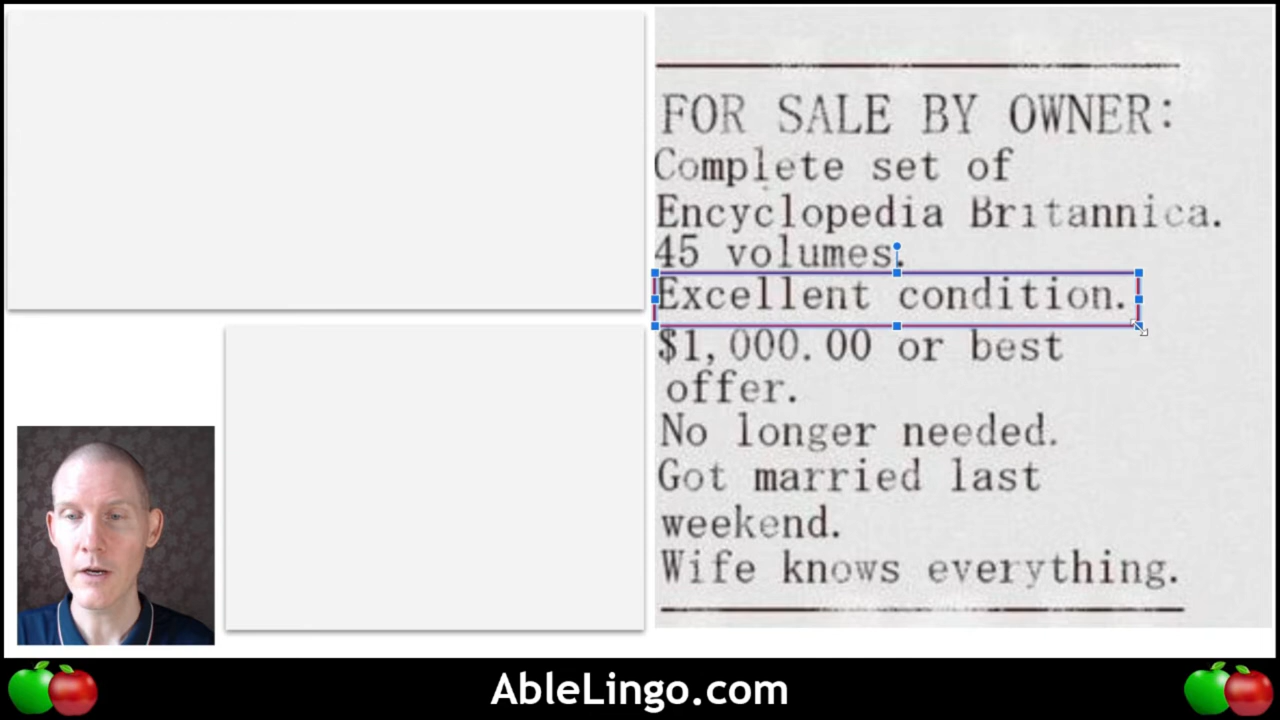 FOR SALE BY OWNER:
Complete set of
Encyclopedia Britannica.
45 volumes.
Excellent condition.
$1,000.00 or best
offer.
No longer needed.
Got married last
weekend.
Wife knows everything.
AbleLingo.com